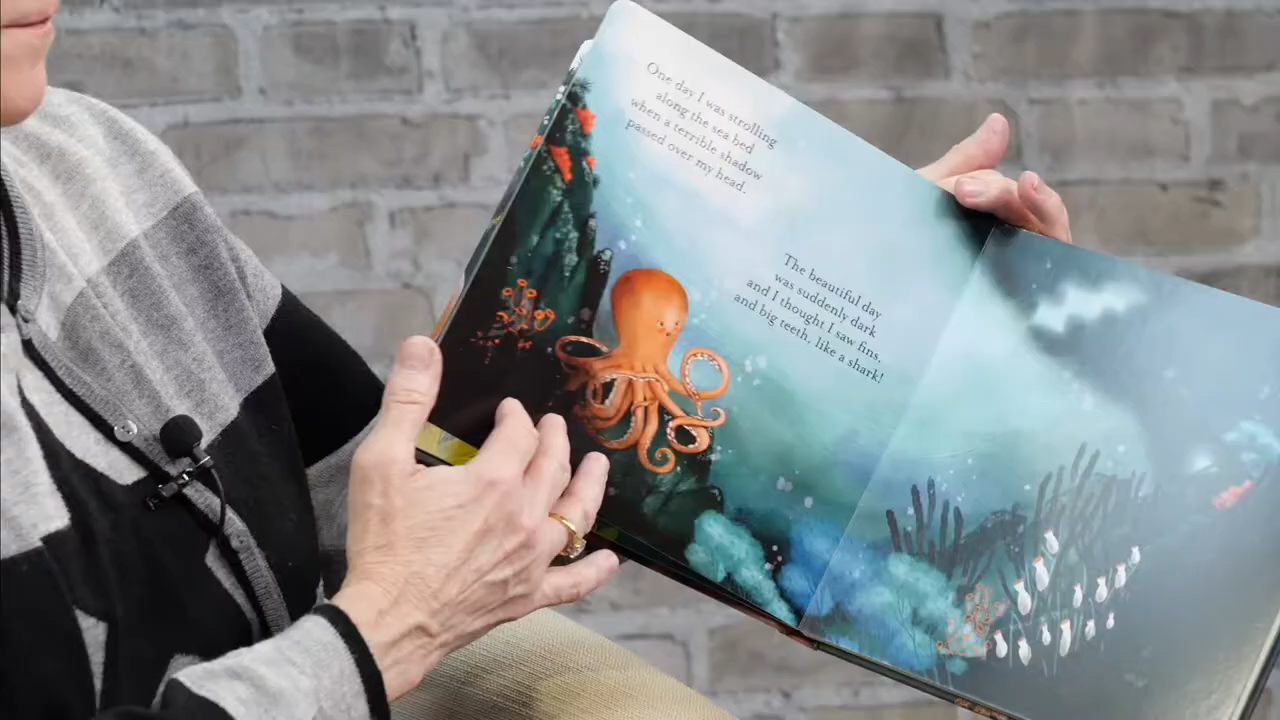 One day I was strolling
along the sea bed
when a terrible shadow
passed over my head.
The beautiful day
was suddenly dark
and I thought I saw fins,
and big teeth, like a shark!